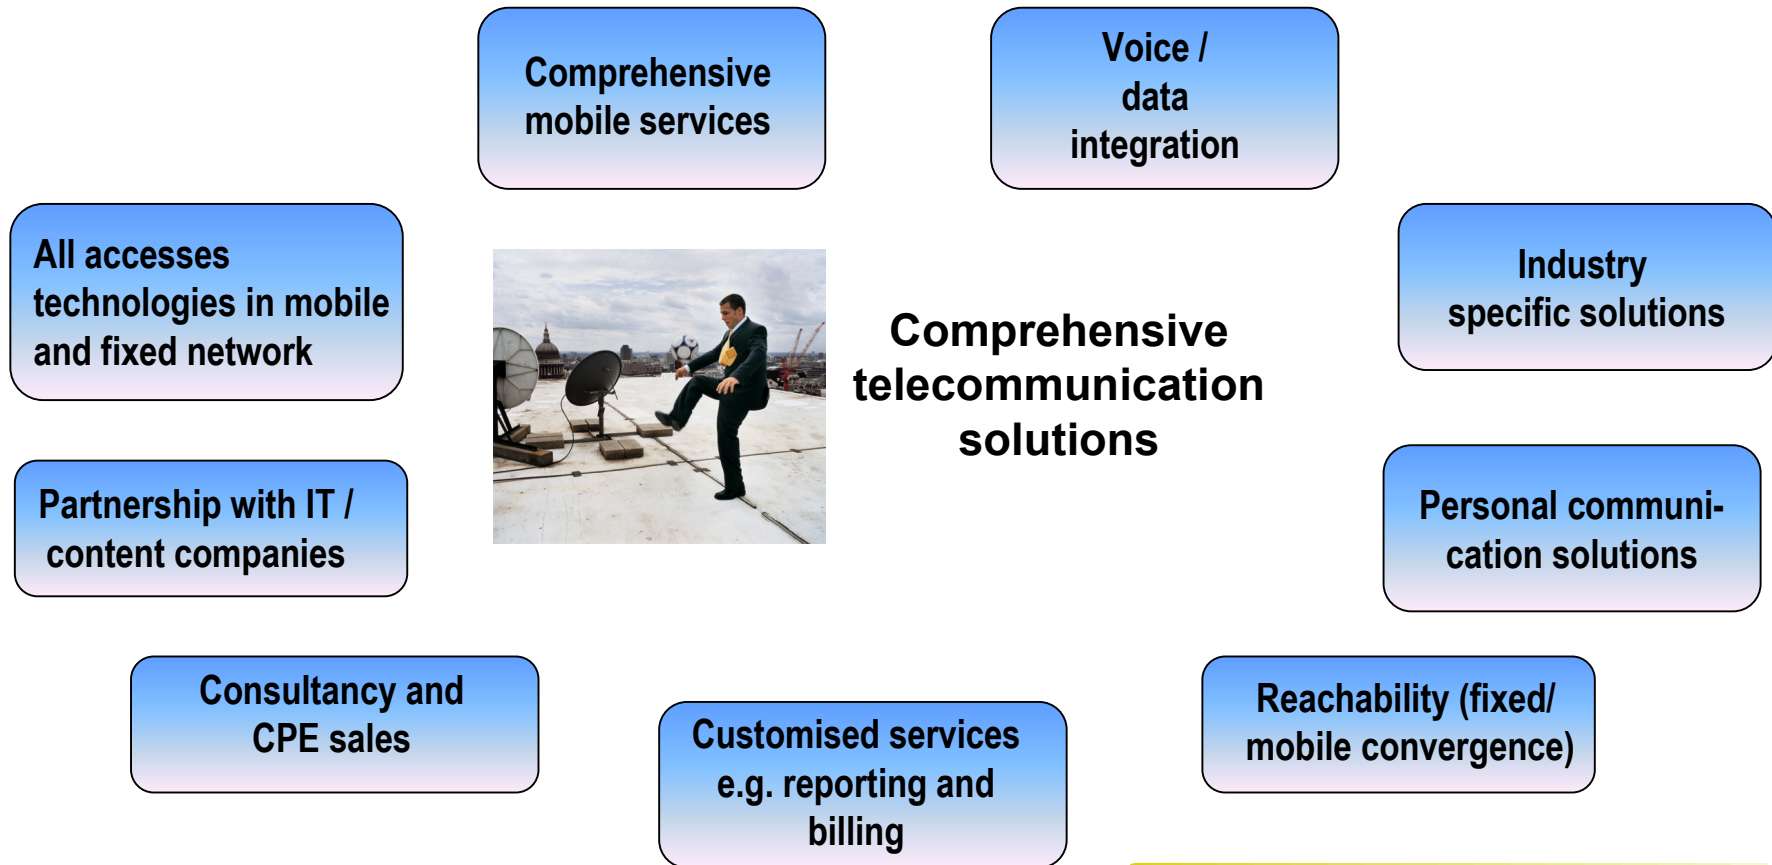 Comprehensive
mobile services
Voice /
data
integration
All accesses
technologies in mobile
and fixed network
Industry
specific solutions
Comprehensive
telecommunication
solutions
Partnership with IT /
content companies
Personal communi-
cation solutions
Consultancy and
CPE sales
Customised services
e.g. reporting and
billing
Reachability (fixed/
mobile convergence)